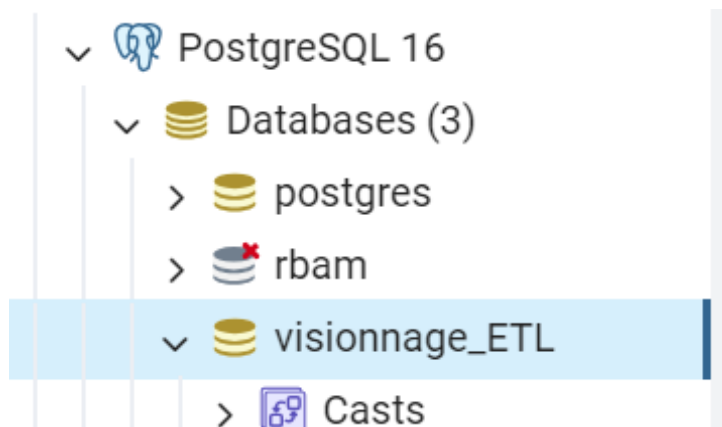 PostgreSQL 16
Databases (3)
postgres
rbam
visionnage_ETL
Casts